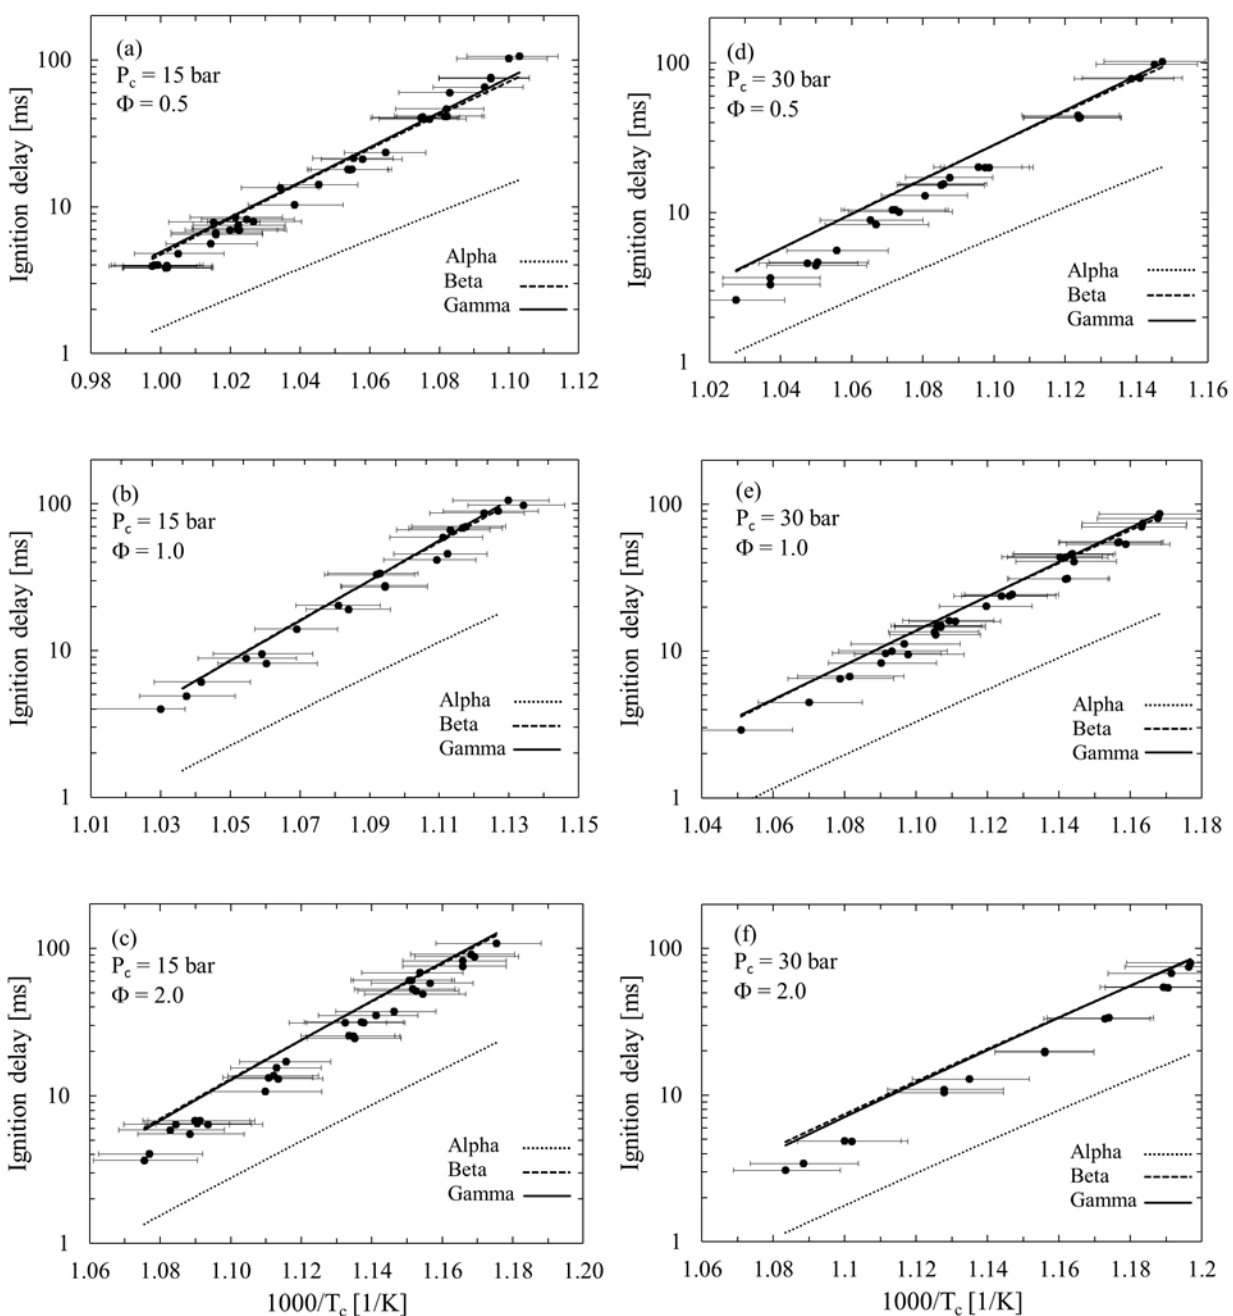 (a)
P_c = 15 bar
Φ = 0.5
100
10
1
Ignition delay [ms]
Alpha
Beta
Gamma
0.98 1.00 1.02 1.04 1.06 1.08 1.10 1.12
(d)
P_c = 30 bar
Φ = 0.5
100
10
1
Ignition delay [ms]
Alpha
Beta
Gamma
1.02 1.04 1.06 1.08 1.10 1.12 1.14 1.16
(b)
P_c = 15 bar
Φ = 1.0
100
10
1
Ignition delay [ms]
Alpha
Beta
Gamma
1.01 1.03 1.05 1.07 1.09 1.11 1.13 1.15
(e)
P_c = 30 bar
Φ = 1.0
100
10
1
Ignition delay [ms]
Alpha
Beta
Gamma
1.04 1.06 1.08 1.10 1.12 1.14 1.16 1.18
(c)
P_c = 15 bar
Φ = 2.0
100
10
1
Ignition delay [ms]
Alpha
Beta
Gamma
1.06 1.08 1.10 1.12 1.14 1.16 1.18 1.20
1000/T_c [1/K]
(f)
P_c = 30 bar
Φ = 2.0
100
10
1
Ignition delay [ms]
Alpha
Beta
Gamma
1.06 1.08 1.1 1.12 1.14 1.16 1.18 1.2
1000/T_c [1/K]